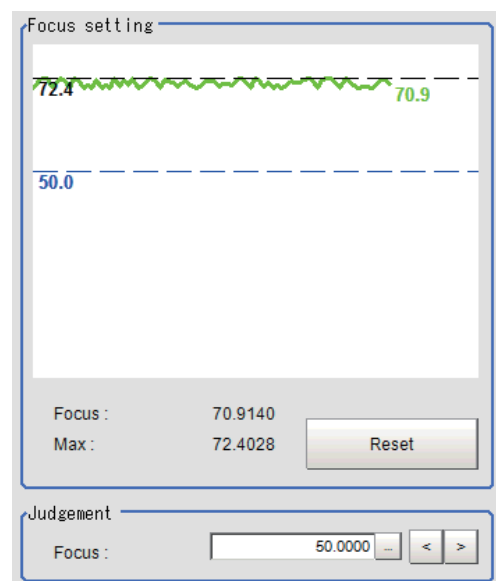 Focus setting
72.4
70.9
50.0
Focus : 70.9140
Max : 72.4028
Reset
Judgement
Focus : 50.0000 ... < >